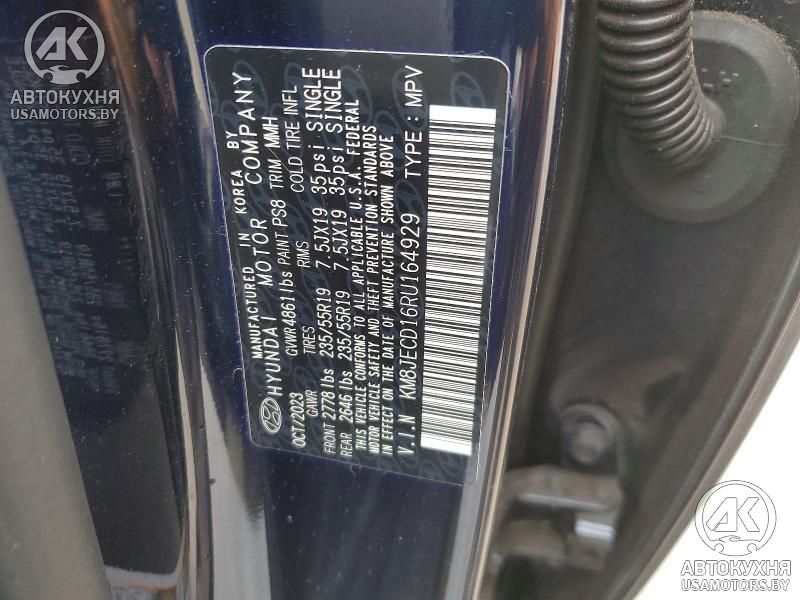 АВТОКУХНЯ
USAMOTORS.BY
MANUFACTURED IN KOREA BY
HYUNDAI MOTOR COMPANY
OCT/2023 GVWR4861lbs PAINT PS8 TRIM MMH
GAWR TIRES RIMS COLD TIRE INFL
FRONT 2778 lbs 235/55R19 7.5JX19 35psi SINGLE
REAR 2646 lbs 235/55R19 7.5JX19 35psi SINGLE
THIS VEHICLE CONFORMS TO ALL APPLICABLE U.S.A. FEDERAL
MOTOR VEHICLE SAFETY AND THEFT PREVENTION STANDARDS
IN EFFECT ON THE DATE OF MANUFACTURE SHOWN ABOVE
V.I.N KM8JECD16RU164929 TYPE : MPV
АВТОКУХНЯ
USAMOTORS.BY